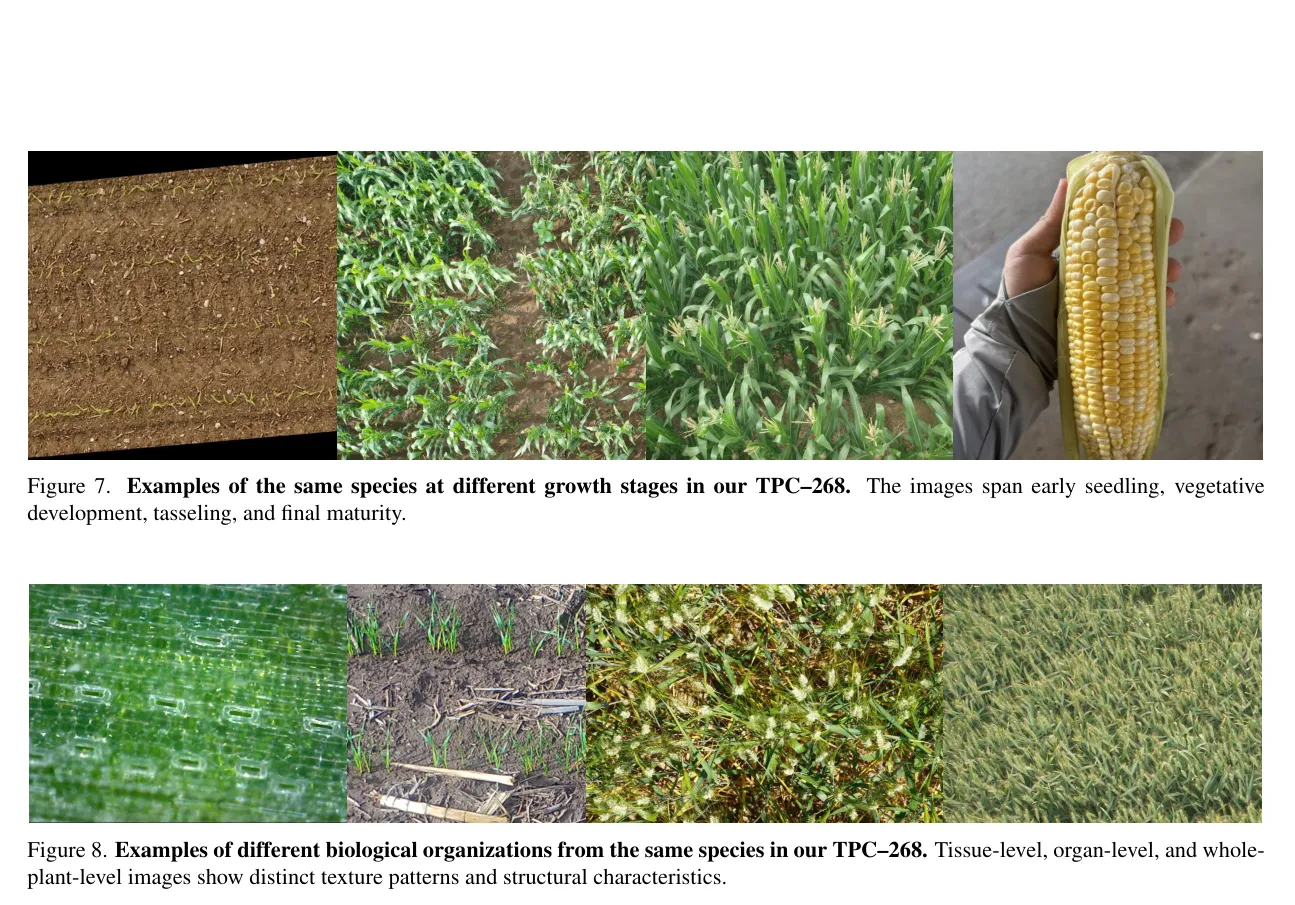 Figure 7. Examples of the same species at different growth stages in our TPC–268. The images span early seedling, vegetative
development, tasseling, and final maturity.
Figure 8. Examples of different biological organizations from the same species in our TPC–268. Tissue-level, organ-level, and whole-
plant-level images show distinct texture patterns and structural characteristics.